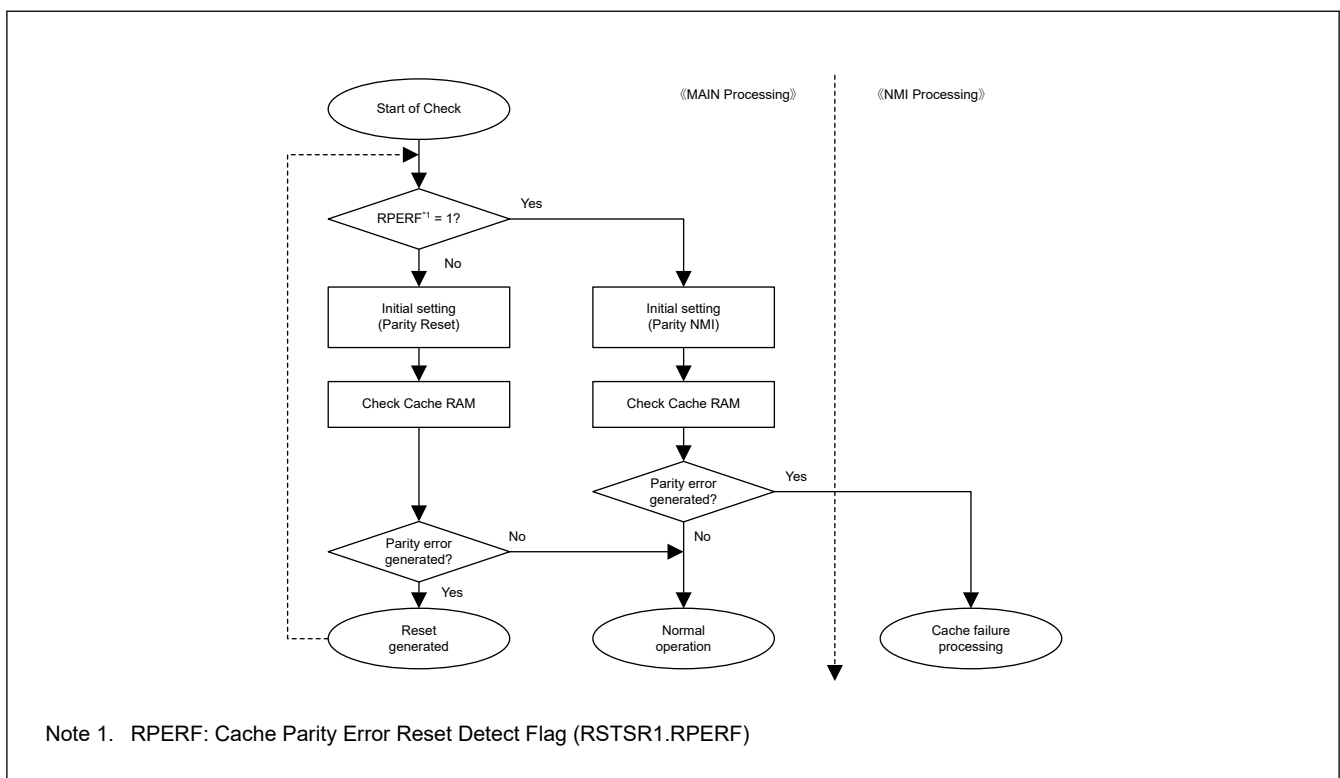 《MAIN Processing》
《NMI Processing》
Start of Check
RPERF*1 = 1?
Yes
No
Initial setting
(Parity Reset)
Initial setting
(Parity NMI)
Check Cache RAM
Check Cache RAM
Parity error
generated?
Yes
No
Parity error
generated?
No
Yes
Reset
generated
Normal
operation
Cache failure
processing
Note 1. RPERF: Cache Parity Error Reset Detect Flag (RSTSR1.RPERF)